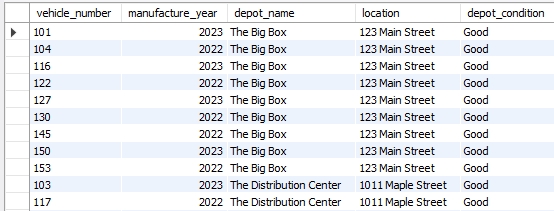 vehicle_number manufacture_year depot_name location depot_condition
101 2023 The Big Box 123 Main Street Good
104 2022 The Big Box 123 Main Street Good
116 2023 The Big Box 123 Main Street Good
122 2022 The Big Box 123 Main Street Good
127 2023 The Big Box 123 Main Street Good
130 2022 The Big Box 123 Main Street Good
145 2022 The Big Box 123 Main Street Good
150 2023 The Big Box 123 Main Street Good
153 2022 The Big Box 123 Main Street Good
103 2023 The Distribution Center 1011 Maple Street Good
117 2022 The Distribution Center 1011 Maple Street Good